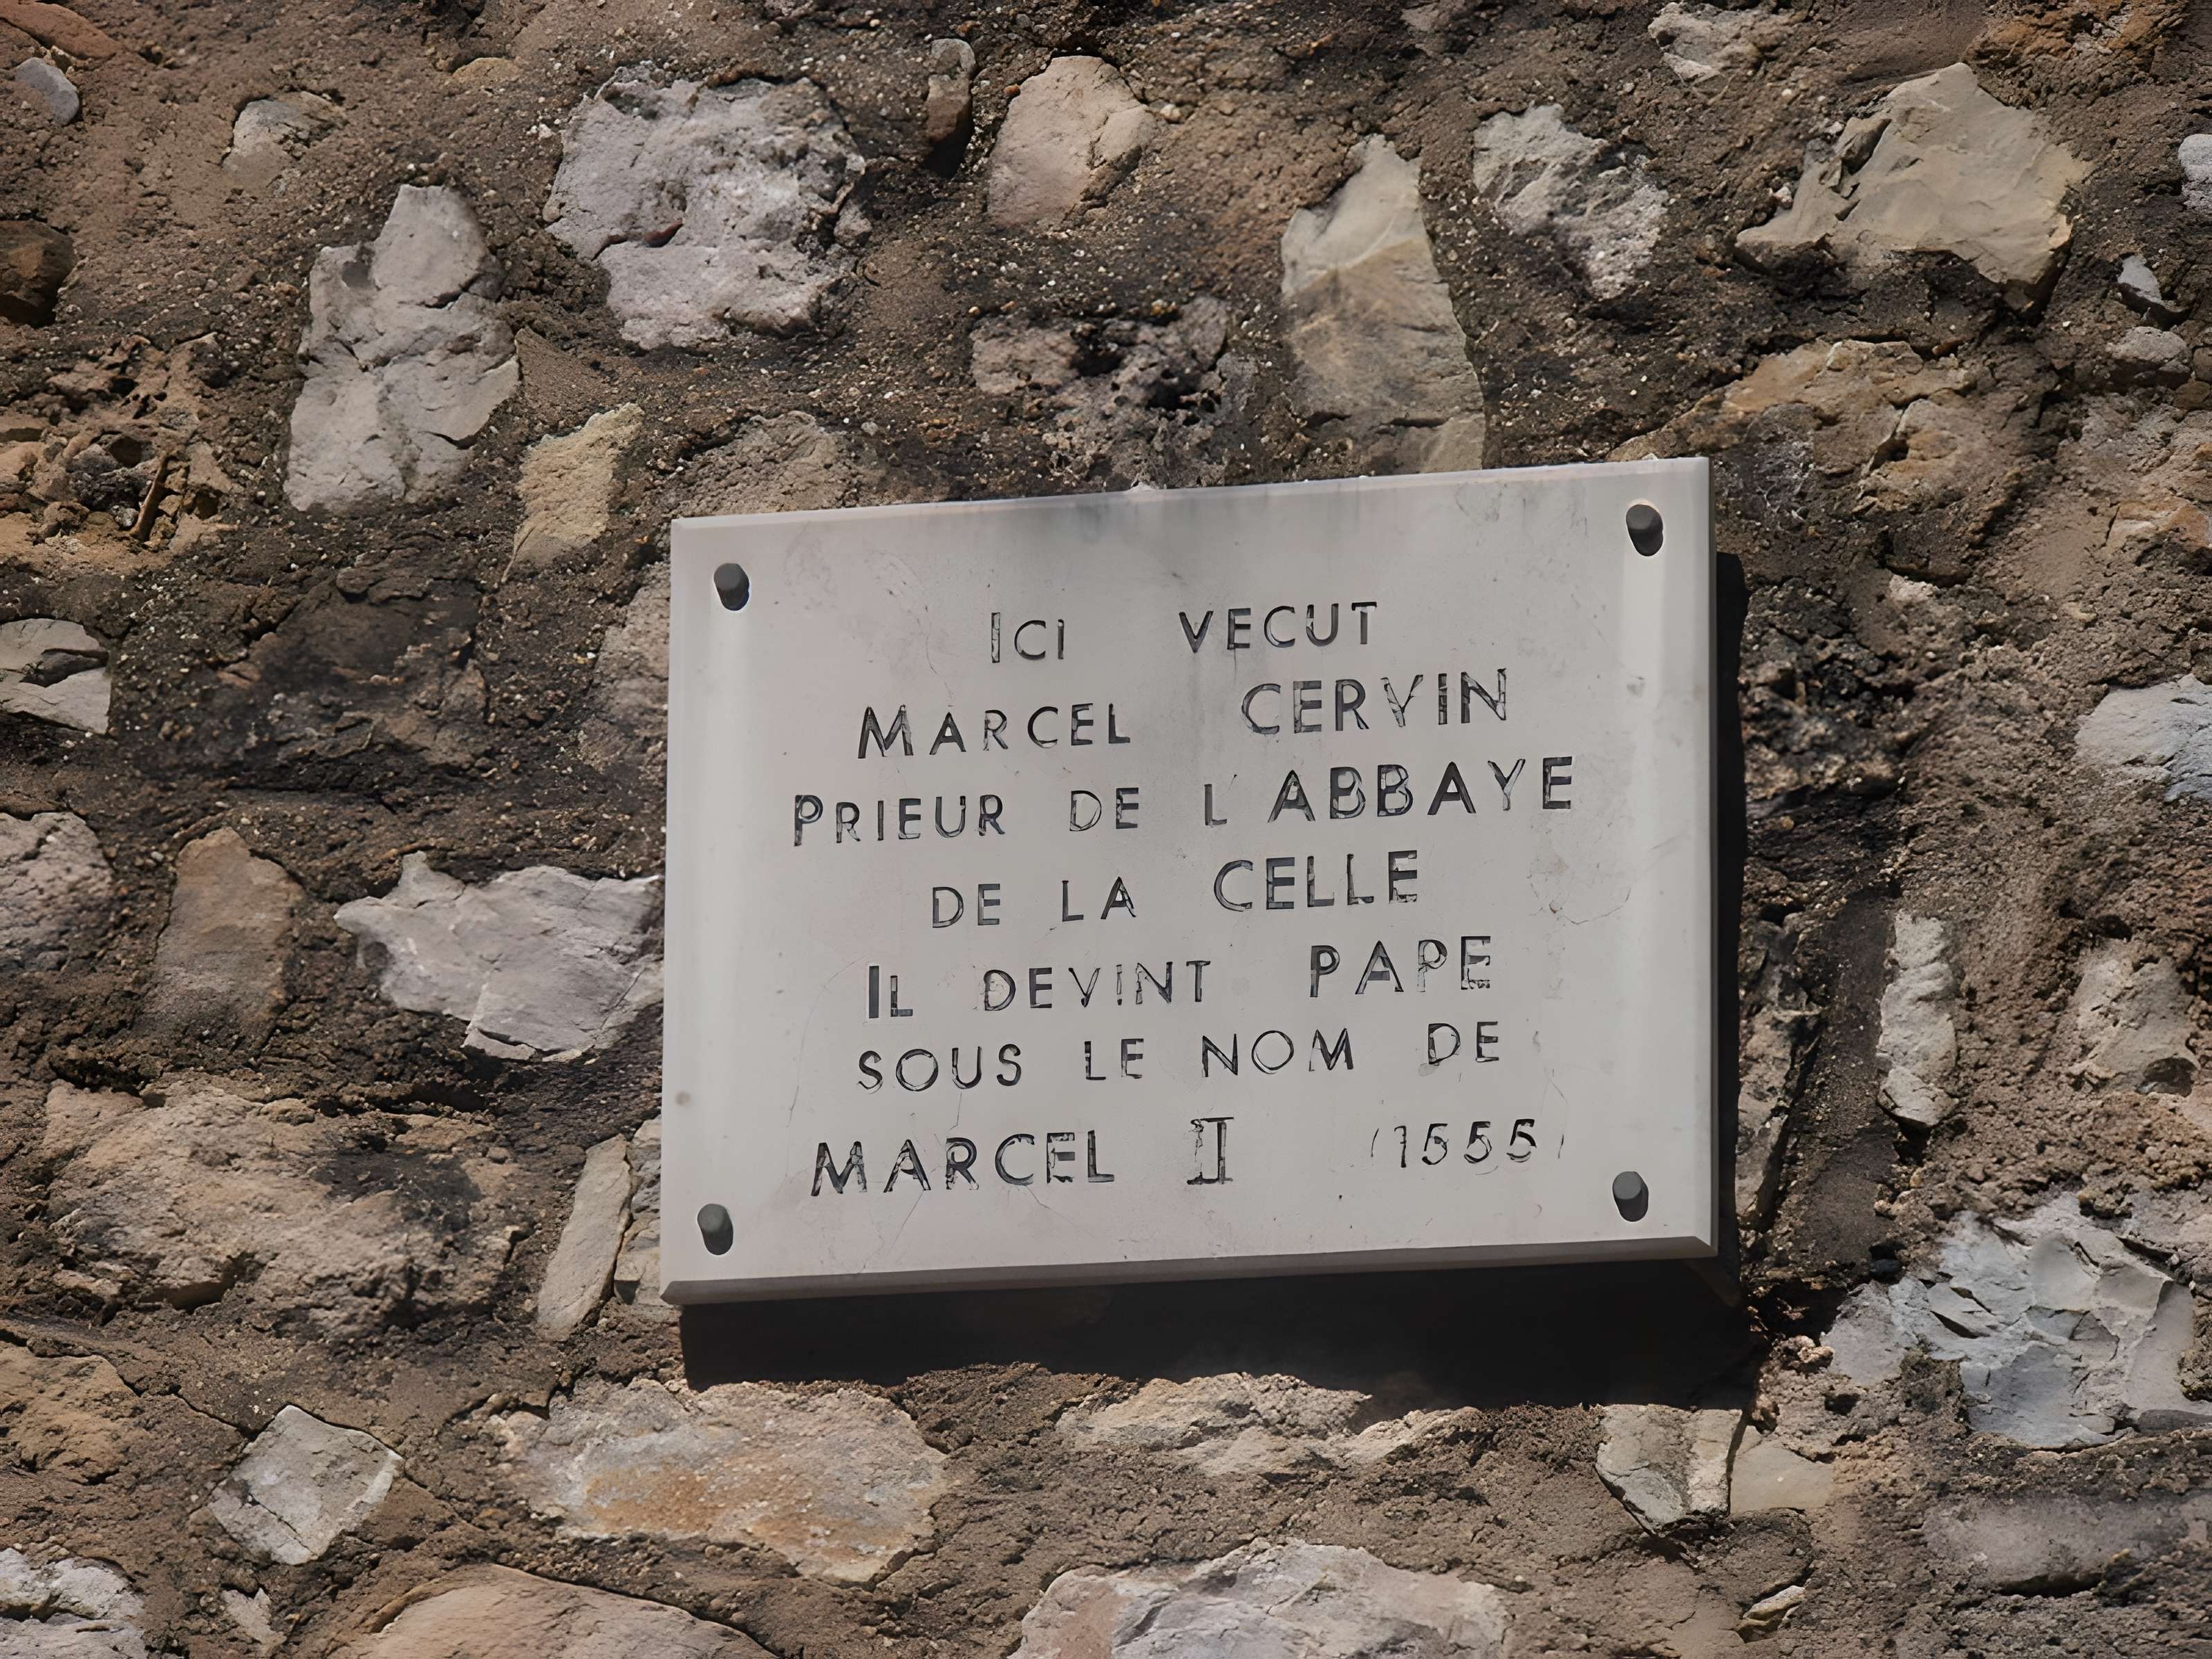 ICI VECUT
MARCEL CERVIN
PRIEUR DE L'ABBAYE
DE LA CELLE
IL DEVINT PAPE
SOUS LE NOM DE
MARCEL II (1555)